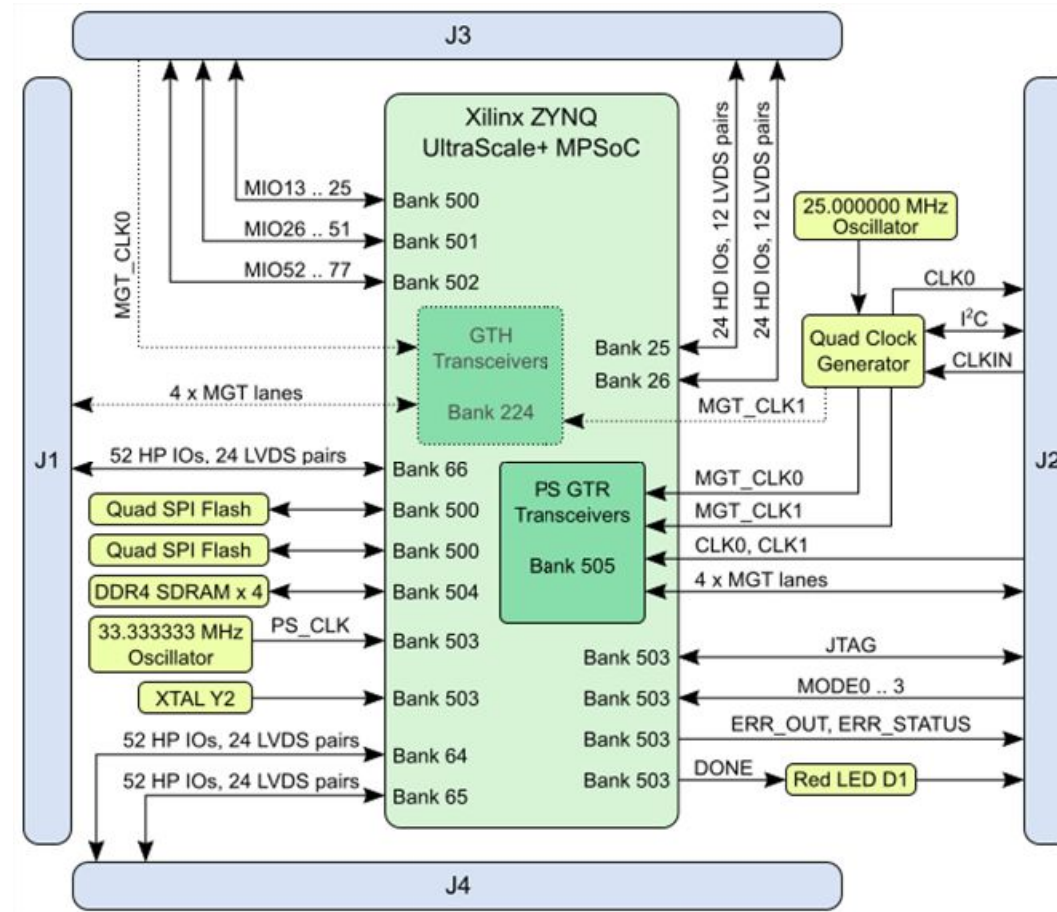 J3
Xilinx ZYNQ
UltraScale+ MPSoC
MIO13 .. 25
Bank 500
MIO26 .. 51
Bank 501
MIO52 .. 77
Bank 502
MGT_CLK0
24 HD IOs, 12 LVDS pairs
24 HD IOs, 12 LVDS pairs
25.000000 MHz
Oscillator
CLK0
I²C
CLKIN
Quad Clock
Generator
GTH
Transceivers
Bank 224
Bank 25
Bank 26
MGT_CLK1
4 x MGT lanes
J1
J2
52 HP IOs, 24 LVDS pairs
Bank 66
Quad SPI Flash
Bank 500
Quad SPI Flash
Bank 500
DDR4 SDRAM x 4
Bank 504
33.333333 MHz
Oscillator
PS_CLK
Bank 503
XTAL Y2
Bank 503
52 HP IOs, 24 LVDS pairs
Bank 64
52 HP IOs, 24 LVDS pairs
Bank 65
PS GTR
Transceivers
Bank 505
MGT_CLK0
MGT_CLK1
CLK0, CLK1
4 x MGT lanes
Bank 503
JTAG
Bank 503
MODE0 .. 3
Bank 503
ERR_OUT, ERR_STATUS
Bank 503
DONE
Red LED D1
J4